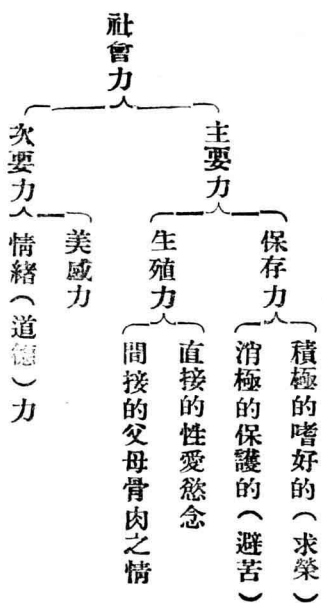 社會力
主要力
保存力
積極的嗜好的(求榮)
消極的保護的(避苦)
生殖力
直接的性愛慾念
間接的父母骨肉之情
次要力
美感力
情緒(道德)力